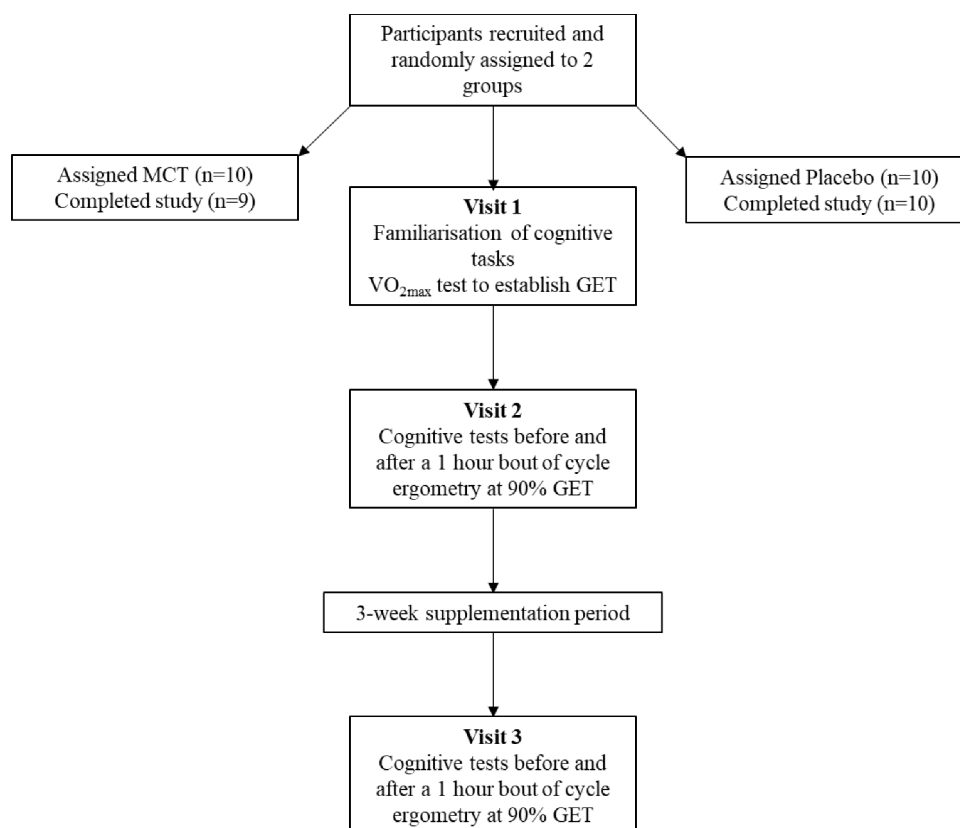 Participants recruited and
randomly assigned to 2
groups
Assigned MCT (n=10)
Completed study (n=9)
Assigned Placebo (n=10)
Completed study (n=10)
Visit 1
Familiarisation of cognitive
tasks
VO₂max test to establish GET
Visit 2
Cognitive tests before and
after a 1 hour bout of cycle
ergometry at 90% GET
3-week supplementation period
Visit 3
Cognitive tests before and
after a 1 hour bout of cycle
ergometry at 90% GET